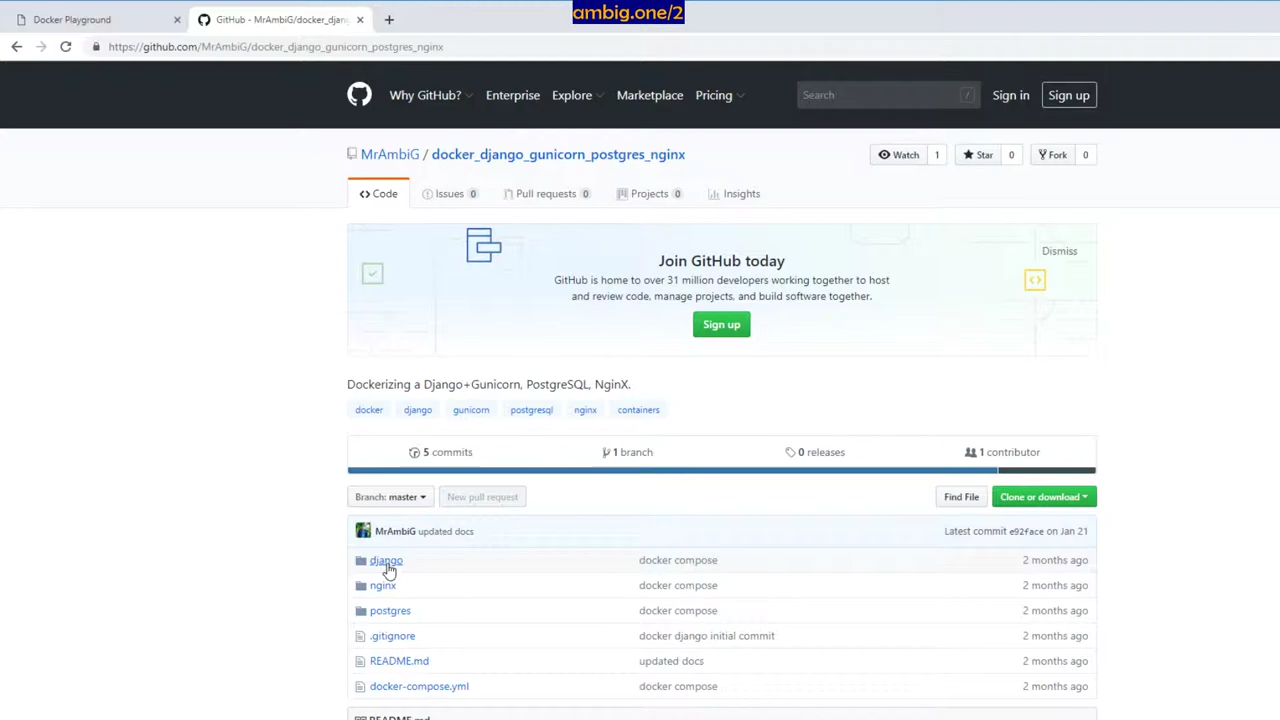 ambig.one/2
Docker Playground
GitHub - MrAmbiG/docker_djang
https://github.com/MrAmbiG/docker_django_gunicorn_postgres_nginx
Why GitHub? Enterprise Explore Marketplace Pricing Search / Sign in Sign up
MrAmbiG / docker_django_gunicorn_postgres_nginx
Watch 1 Star 0 Fork 0
Code Issues 0 Pull requests 0 Projects 0 Insights
Join GitHub today
Dismiss
GitHub is home to over 31 million developers working together to host
and review code, manage projects, and build software together.
Sign up
Dockerizing a Django+Gunicorn, PostgreSQL, NginX.
docker django gunicorn postgresql nginx containers
5 commits 1 branch 0 releases 1 contributor
Branch: master New pull request Find File Clone or download
MrAmbiG updated docs Latest commit e92face on Jan 21
django docker compose 2 months ago
nginx docker compose 2 months ago
postgres docker compose 2 months ago
.gitignore docker django initial commit 2 months ago
README.md updated docs 2 months ago
docker-compose.yml docker compose 2 months ago
README.md